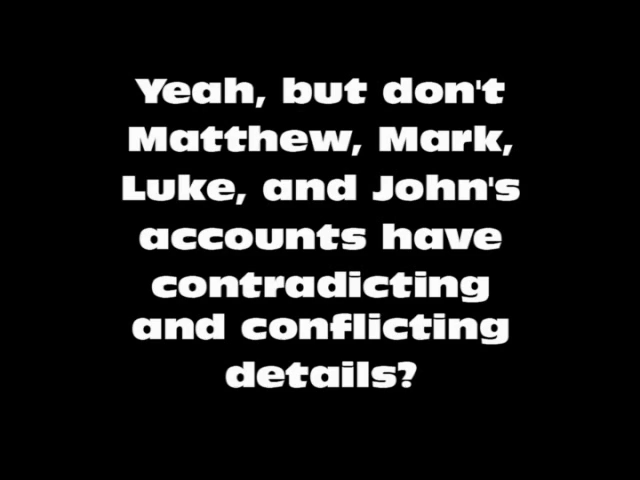 Yeah, but don't
Matthew, Mark,
Luke, and John's
accounts have
contradicting
and conflicting
details?